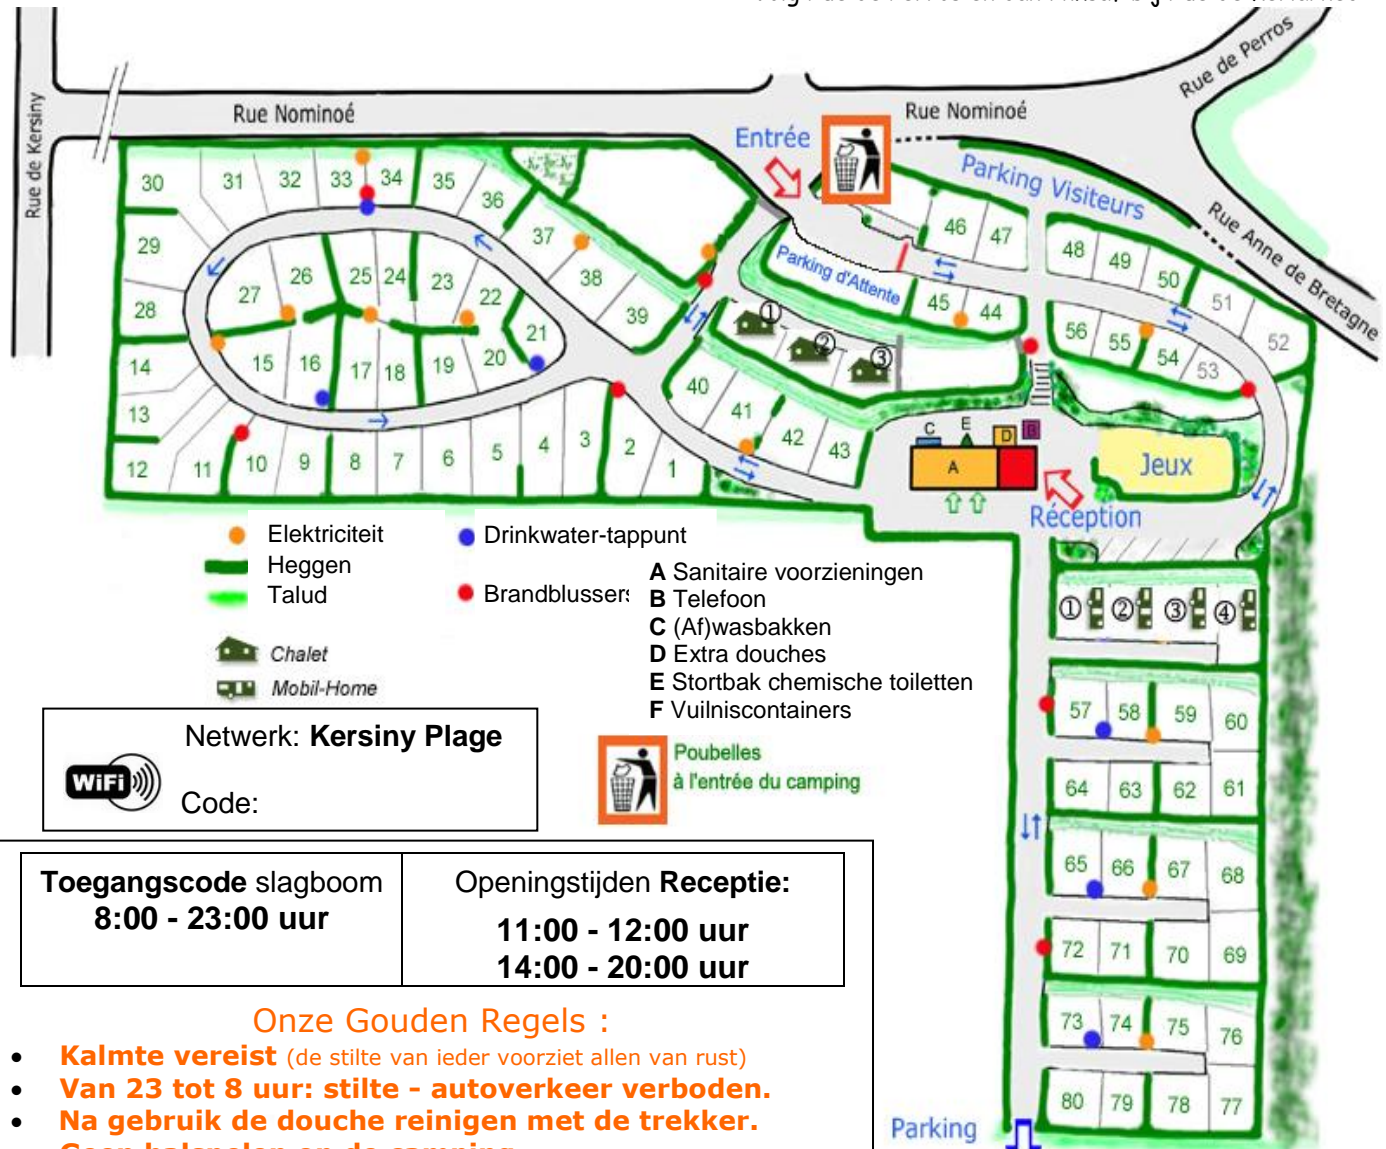 Rue de Perros
Rue de Kersiny
Rue Nominoé
Rue Nominoé
Entrée
Parking Visiteurs
Rue Anne de Bretagne
30 31 32 33 34 35 36
46 47 48 49 50 51 52
29 37
28 27 26 25 24 23 22 38 39
Parking d'Attente
45 44 56 55 54 53
① ② ③
14 15 16 17 18 19 20 21
13 40 41 42 43
12 11 10 9 8 7 6 5 4 3 2 1
C E D B
A
Jeux
Réception
Elektriciteit
Drinkwater-tappunt
Heggen
Talud
Brandblussers
A Sanitaire voorzieningen
B Telefoon
C (Af)wasbakken
D Extra douches
E Stortbak chemische toiletten
F Vuilniscontainers
Chalet
Mobil-Home
① ② ③ ④
57 58 59 60
64 63 62 61
65 66 67 68
72 71 70 69
73 74 75 76
80 79 78 77
Parking
Netwerk: Kersiny Plage
WiFi
Code:
Poubelles
à l'entrée du camping
Toegangscode slagboom
8:00 - 23:00 uur
Openingstijden Receptie:
11:00 - 12:00 uur
14:00 - 20:00 uur
Onze Gouden Regels :
• Kalmte vereist (de stilte van ieder voorziet allen van rust)
• Van 23 tot 8 uur: stilte - autoverkeer verboden.
• Na gebruik de douche reinigen met de trekker.